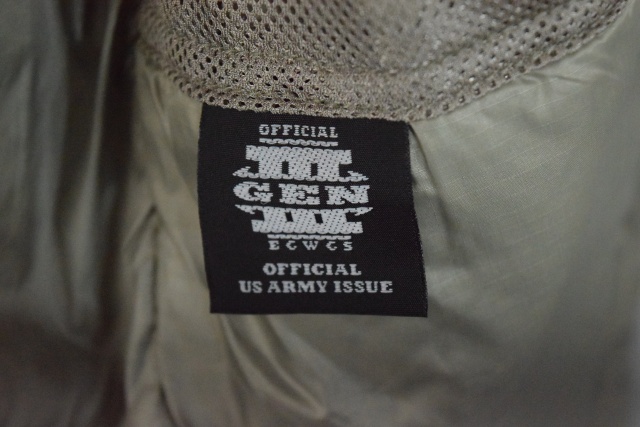 OFFICIAL
III
GEN
III
ECWCS
OFFICIAL
US ARMY ISSUE